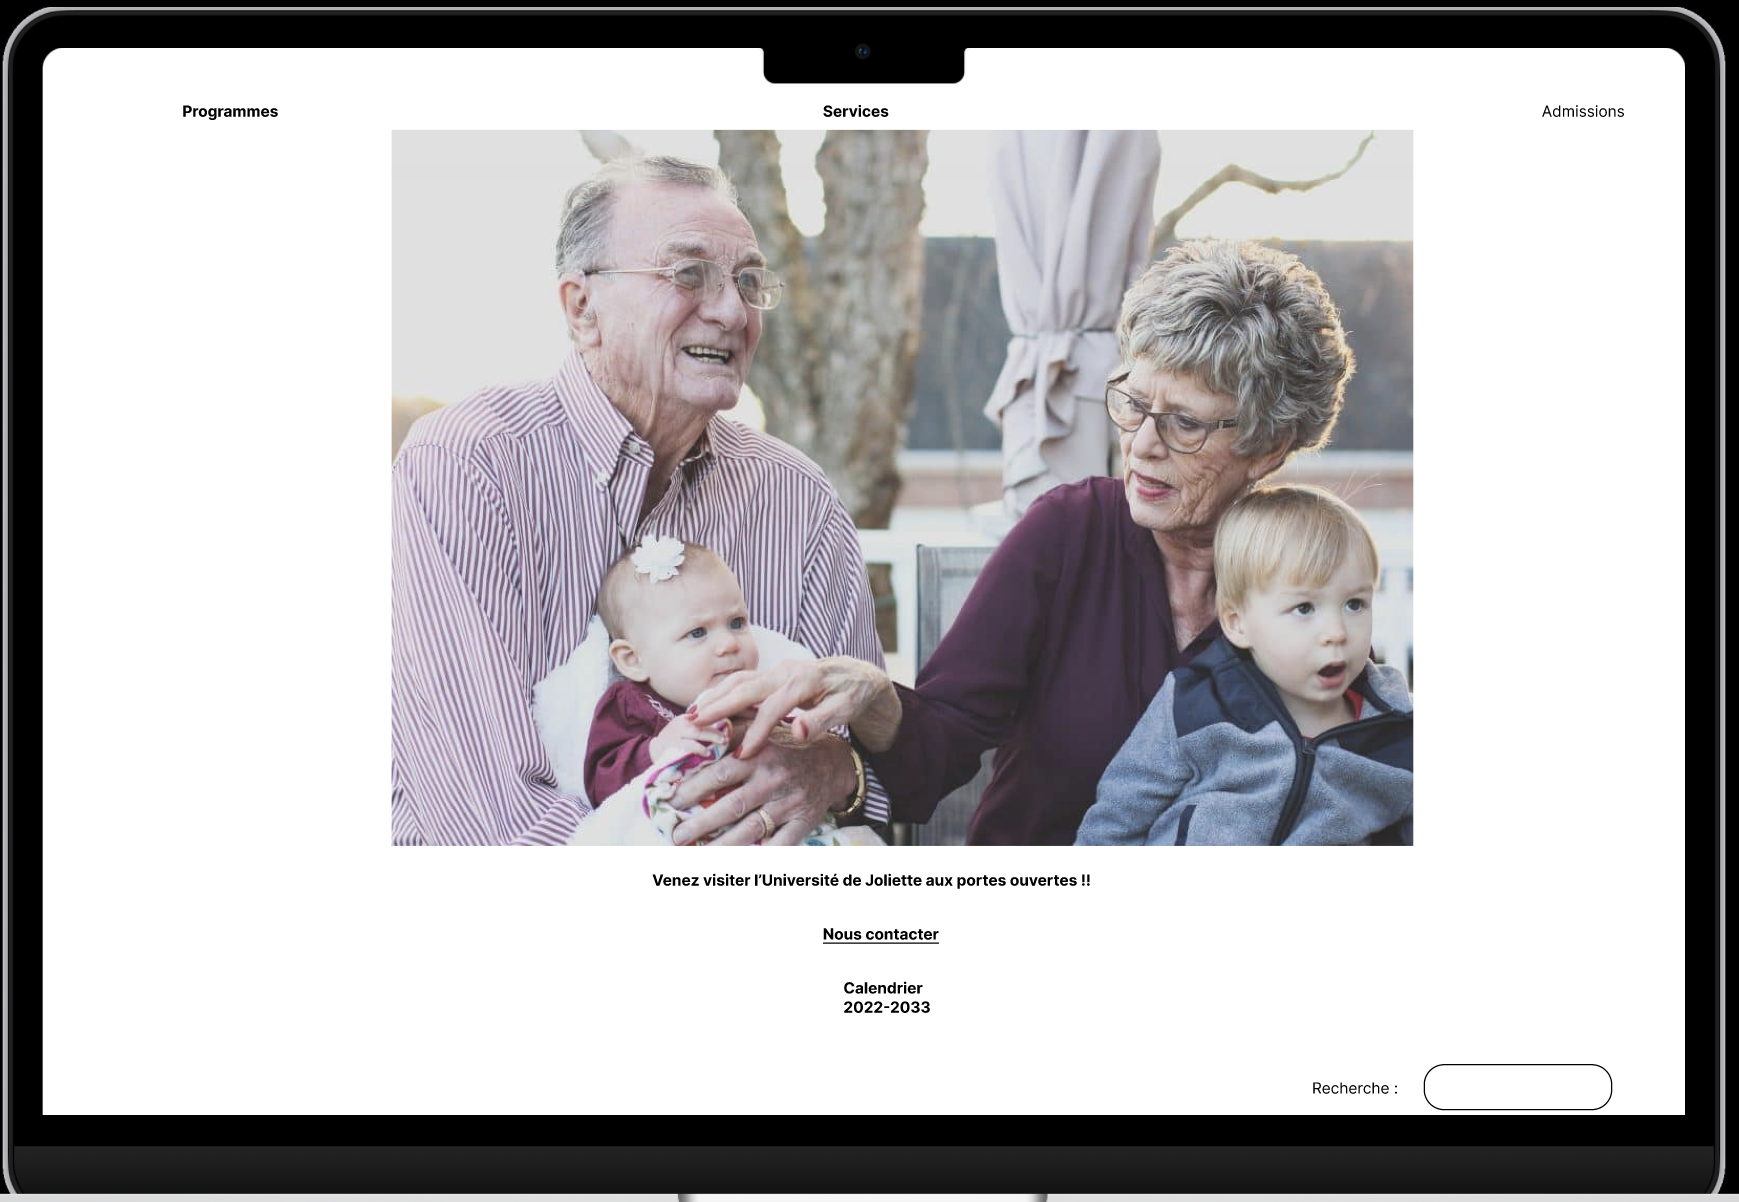 Programmes
Services
Admissions
Venez visiter l’Université de Joliette aux portes ouvertes !!
Nous contacter
Calendrier
2022-2033
Recherche :